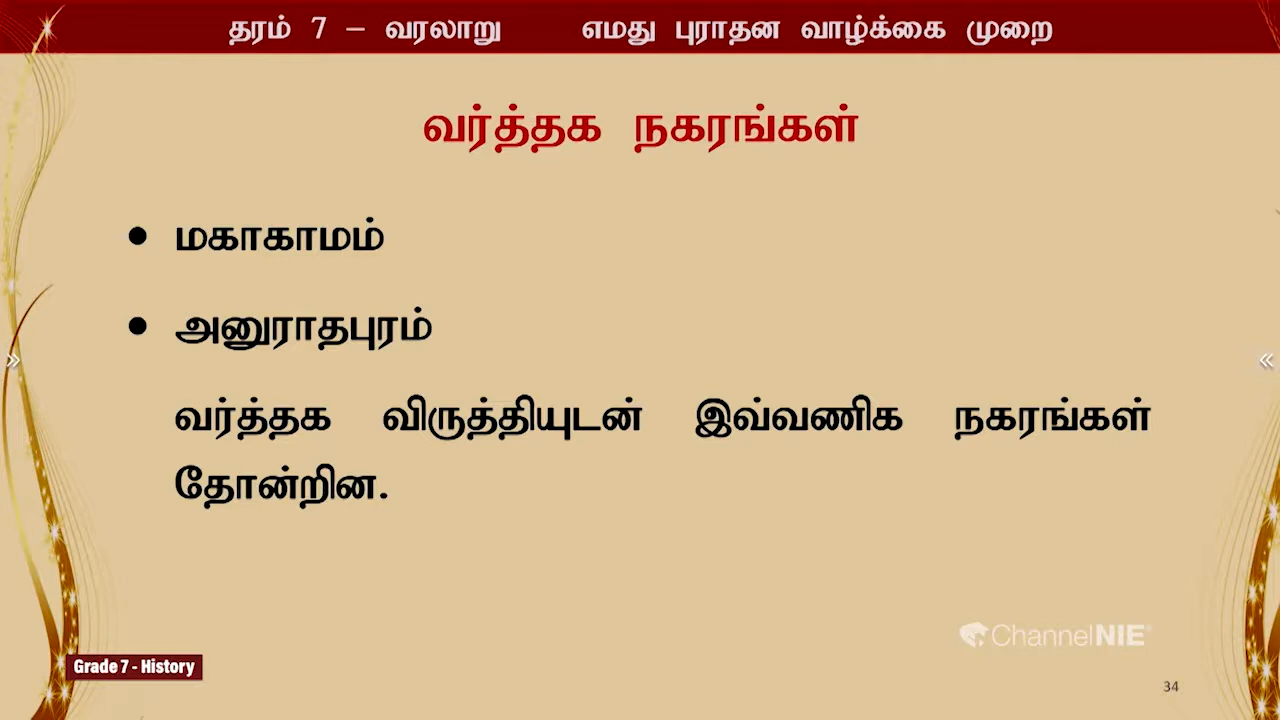 தரம் 7 – வரலாறு எமது புராதன வாழ்க்கை முறை
வர்த்தக நகரங்கள்
• மகாகாமம்
• அனுராதபுரம்
வர்த்தக விருத்தியுடன் இவ்வணிக நகரங்கள்
தோன்றின.
ChannelNIE
Grade 7 - History
34